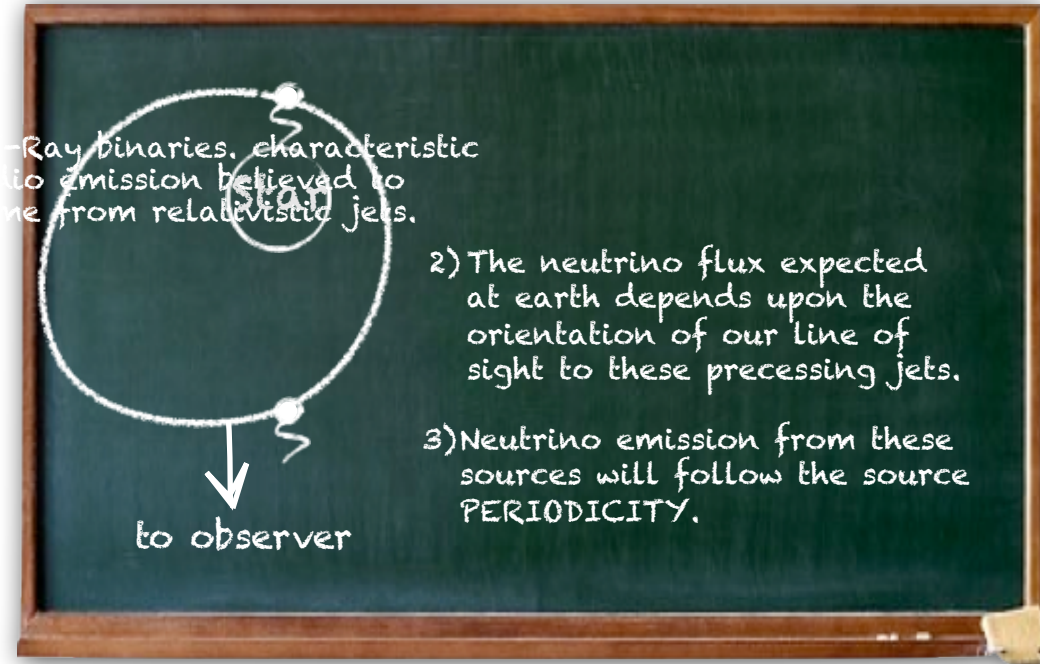 -Ray binaries. characteristic
emission believed to
from relativistic jets.
star
2) The neutrino flux expected
at earth depends upon the
orientation of our line of
sight to these precessing jets.
3) Neutrino emission from these
sources will follow the source
PERIODICITY.
to observer